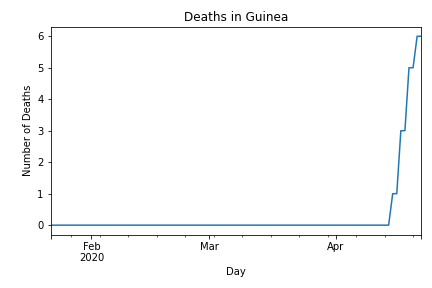 Deaths in Guinea
6
5
4
3
2
1
0
Number of Deaths
Feb
2020
Mar
Apr
Day